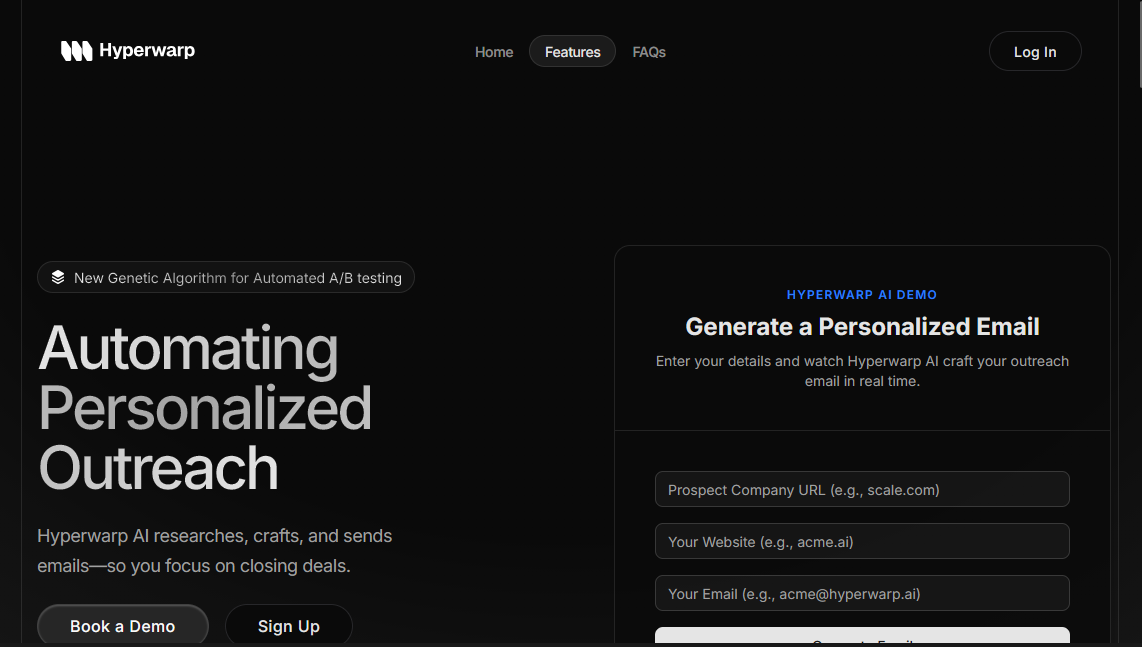 Hyperwarp
Home
Features
FAQs
Log In
New Genetic Algorithm for Automated A/B testing
Automating
Personalized
Outreach
Hyperwarp AI researches, crafts, and sends
emails—so you focus on closing deals.
Book a Demo
Sign Up
HYPERWARP AI DEMO
Generate a Personalized Email
Enter your details and watch Hyperwarp AI craft your outreach
email in real time.
Prospect Company URL (e.g., scale.com)
Your Website (e.g., acme.ai)
Your Email (e.g., acme@hyperwarp.ai)